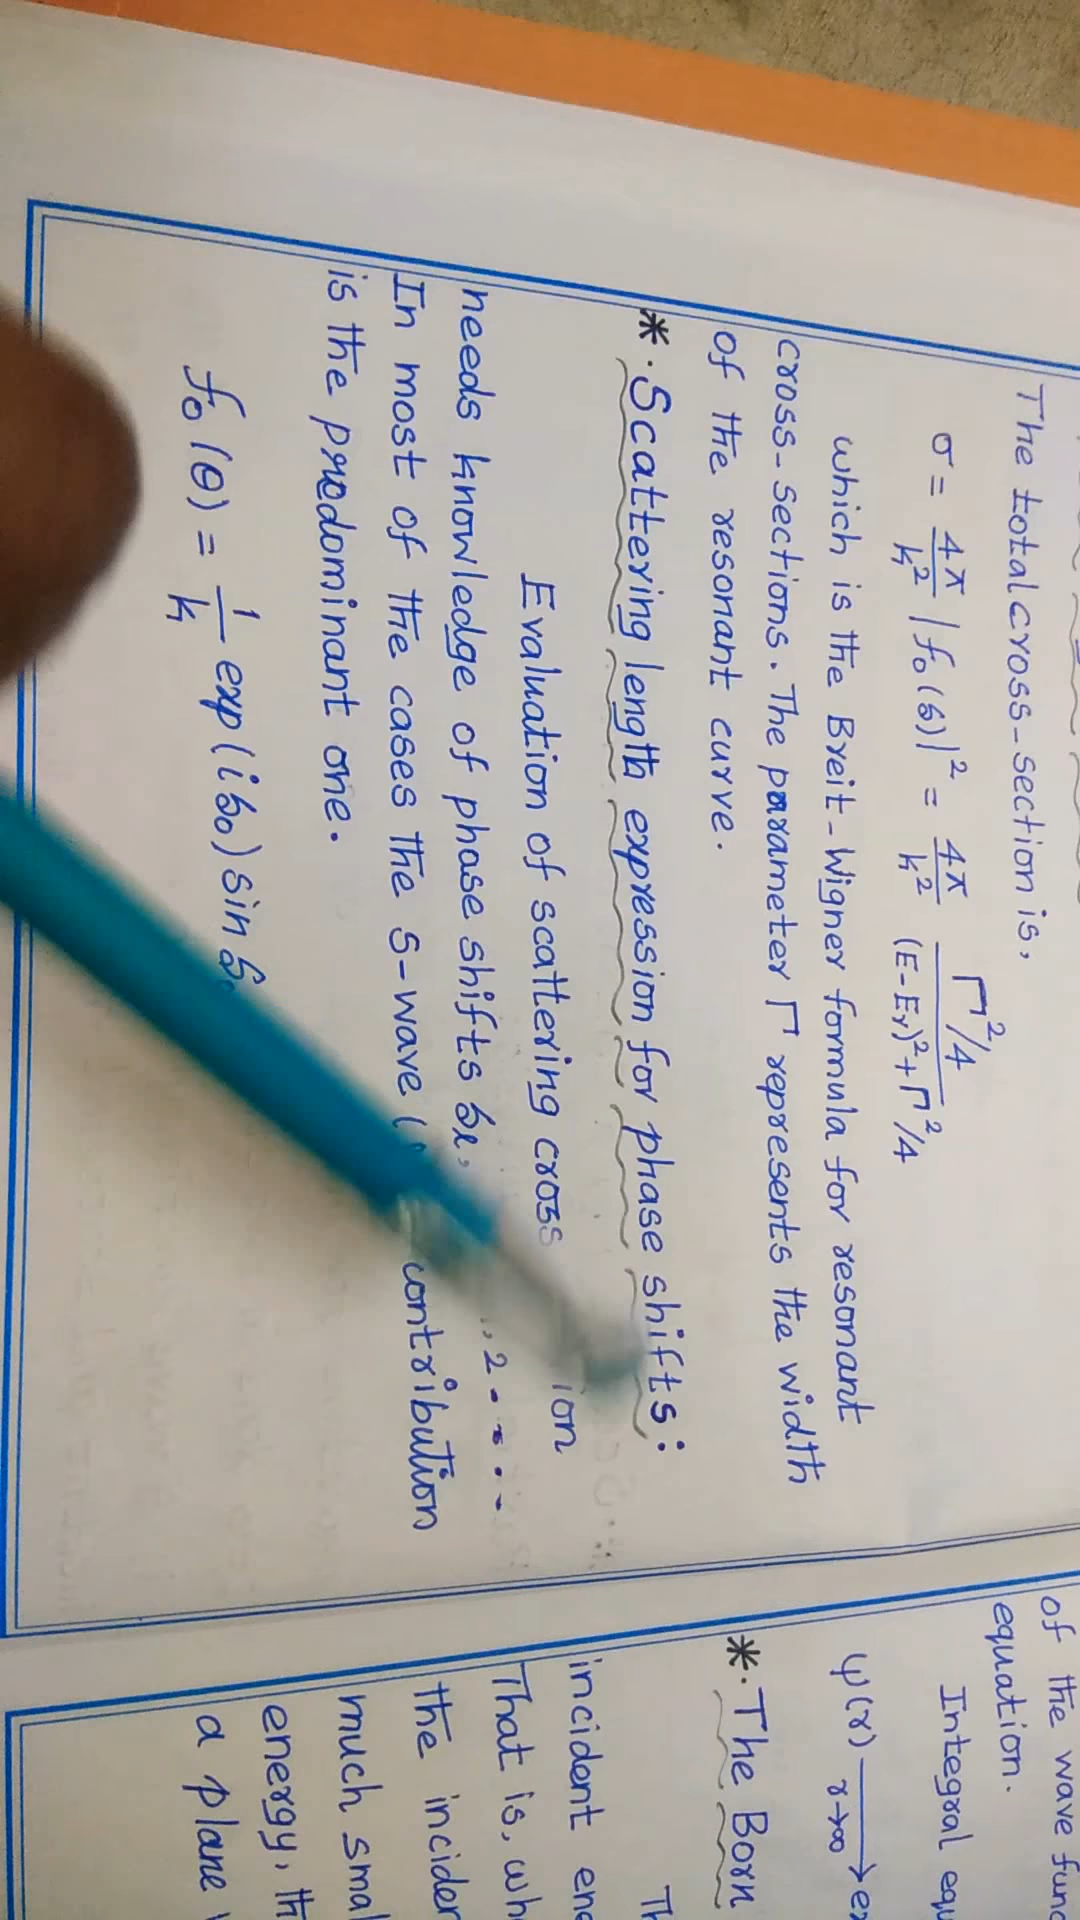 The total cross-section is,
σ = 4π/k² |f₀(δ)|² = 4π/k² Γ²/4 / (E-Er)²+Γ²/4
which is the Breit-Wigner formula for resonant
cross-sections. The parameter Γ represents the width
of the resonant curve.
*. Scattering length expression for phase shifts:
Evaluation of scattering cross
needs knowledge of phase shifts δℓ, 2....
In most of the cases the s-wave contribution
is the predominant one.
f₀(θ) = 1/k exp(iδ₀) sin
of the wave
equation.
Integral
ψ(r) ⟶ r→∞
*. The Born
incident
That is,
the
much
energy,
a plane